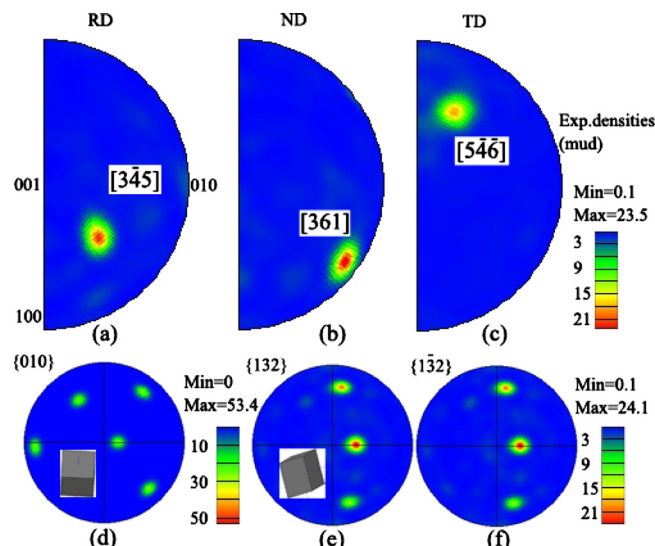 RD ND TD
[34̄5]
[361]
[54̄6̄]
001
010
100
Exp.densities
(mud)
Min=0.1
Max=23.5
3
9
15
21
(a) (b) (c)
{010}
Min=0
Max=53.4
10
20
30
40
50
{132}
{13̄2}
Min=0.1
Max=24.1
3
9
15
21
(d) (e) (f)